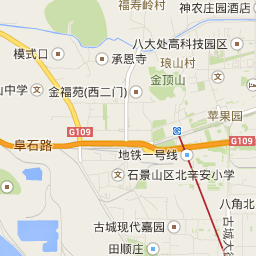 福寿岭村
神农庄园酒店
模式口
承恩寺
八大处高科技园区
琅山村
金顶山
山中学
金福苑(西二门)
苹果园
G109
阜石路
G109
地铁一号线
石景山区北辛安小学
八角北
古城现代嘉园
古城大
田顺庄